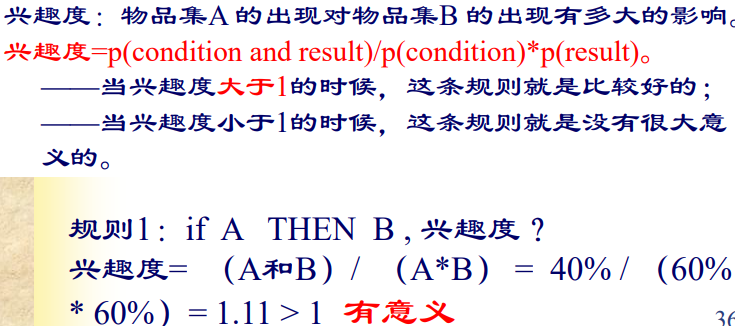 兴趣度：物品集A 的出现对物品集B 的出现有多大的影响。
兴趣度=p(condition and result)/p(condition)*p(result)。
——当兴趣度大于1的时候，这条规则就是比较好的；
——当兴趣度小于1的时候，这条规则就是没有很大意
义的。
规则1：if A THEN B , 兴趣度？
兴趣度= （A和B）/ （A*B） = 40% / （60%
* 60%）= 1.11 > 1 有意义
36